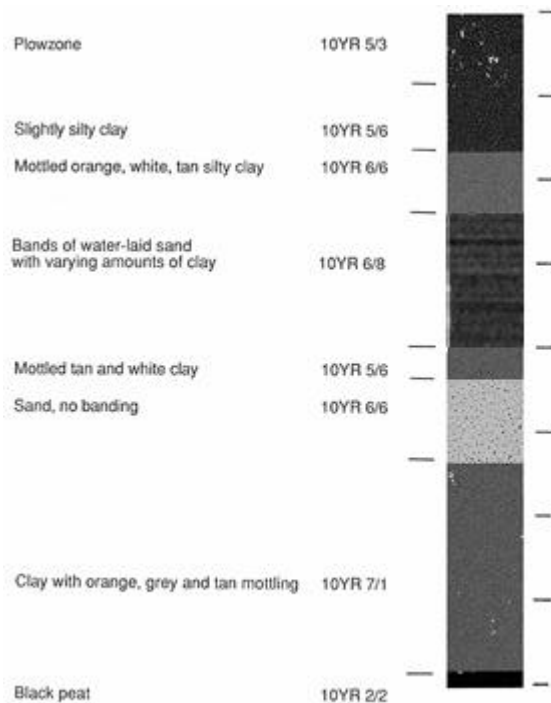 Plowzone 10YR 5/3
Slightly silty clay 10YR 5/6
Mottled orange, white, tan silty clay 10YR 6/6
Bands of water-laid sand
with varying amounts of clay 10YR 6/8
Mottled tan and white clay 10YR 5/6
Sand, no banding 10YR 6/6
Clay with orange, grey and tan mottling 10YR 7/1
Black peat 10YR 2/2